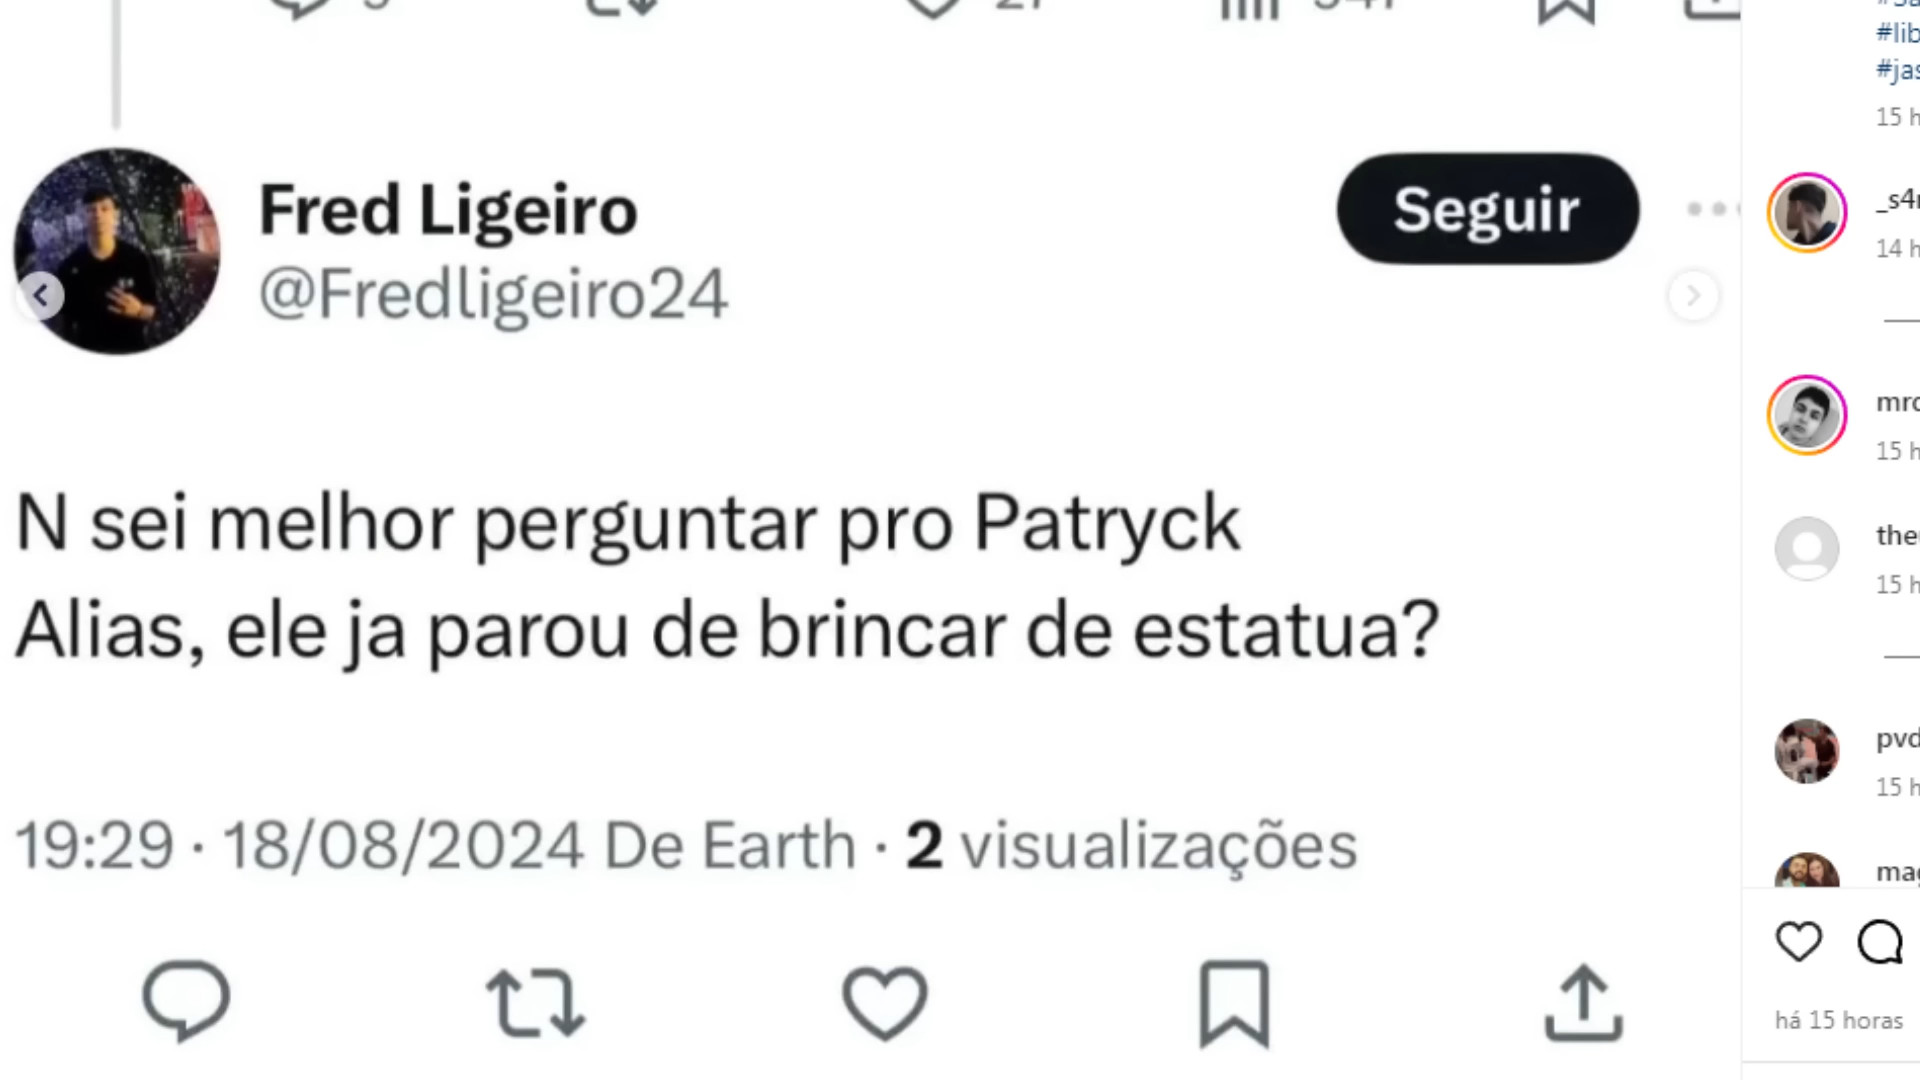 Fred Ligeiro
@Fredligeiro24
Seguir
N sei melhor perguntar pro Patryck
Alias, ele ja parou de brincar de estatua?
19:29 · 18/08/2024 De Earth · 2 visualizações
#lib
#jas
15 h
_s4
14 h
mro
15 h
the
15 h
pvd
15 h
mag
há 15 horas